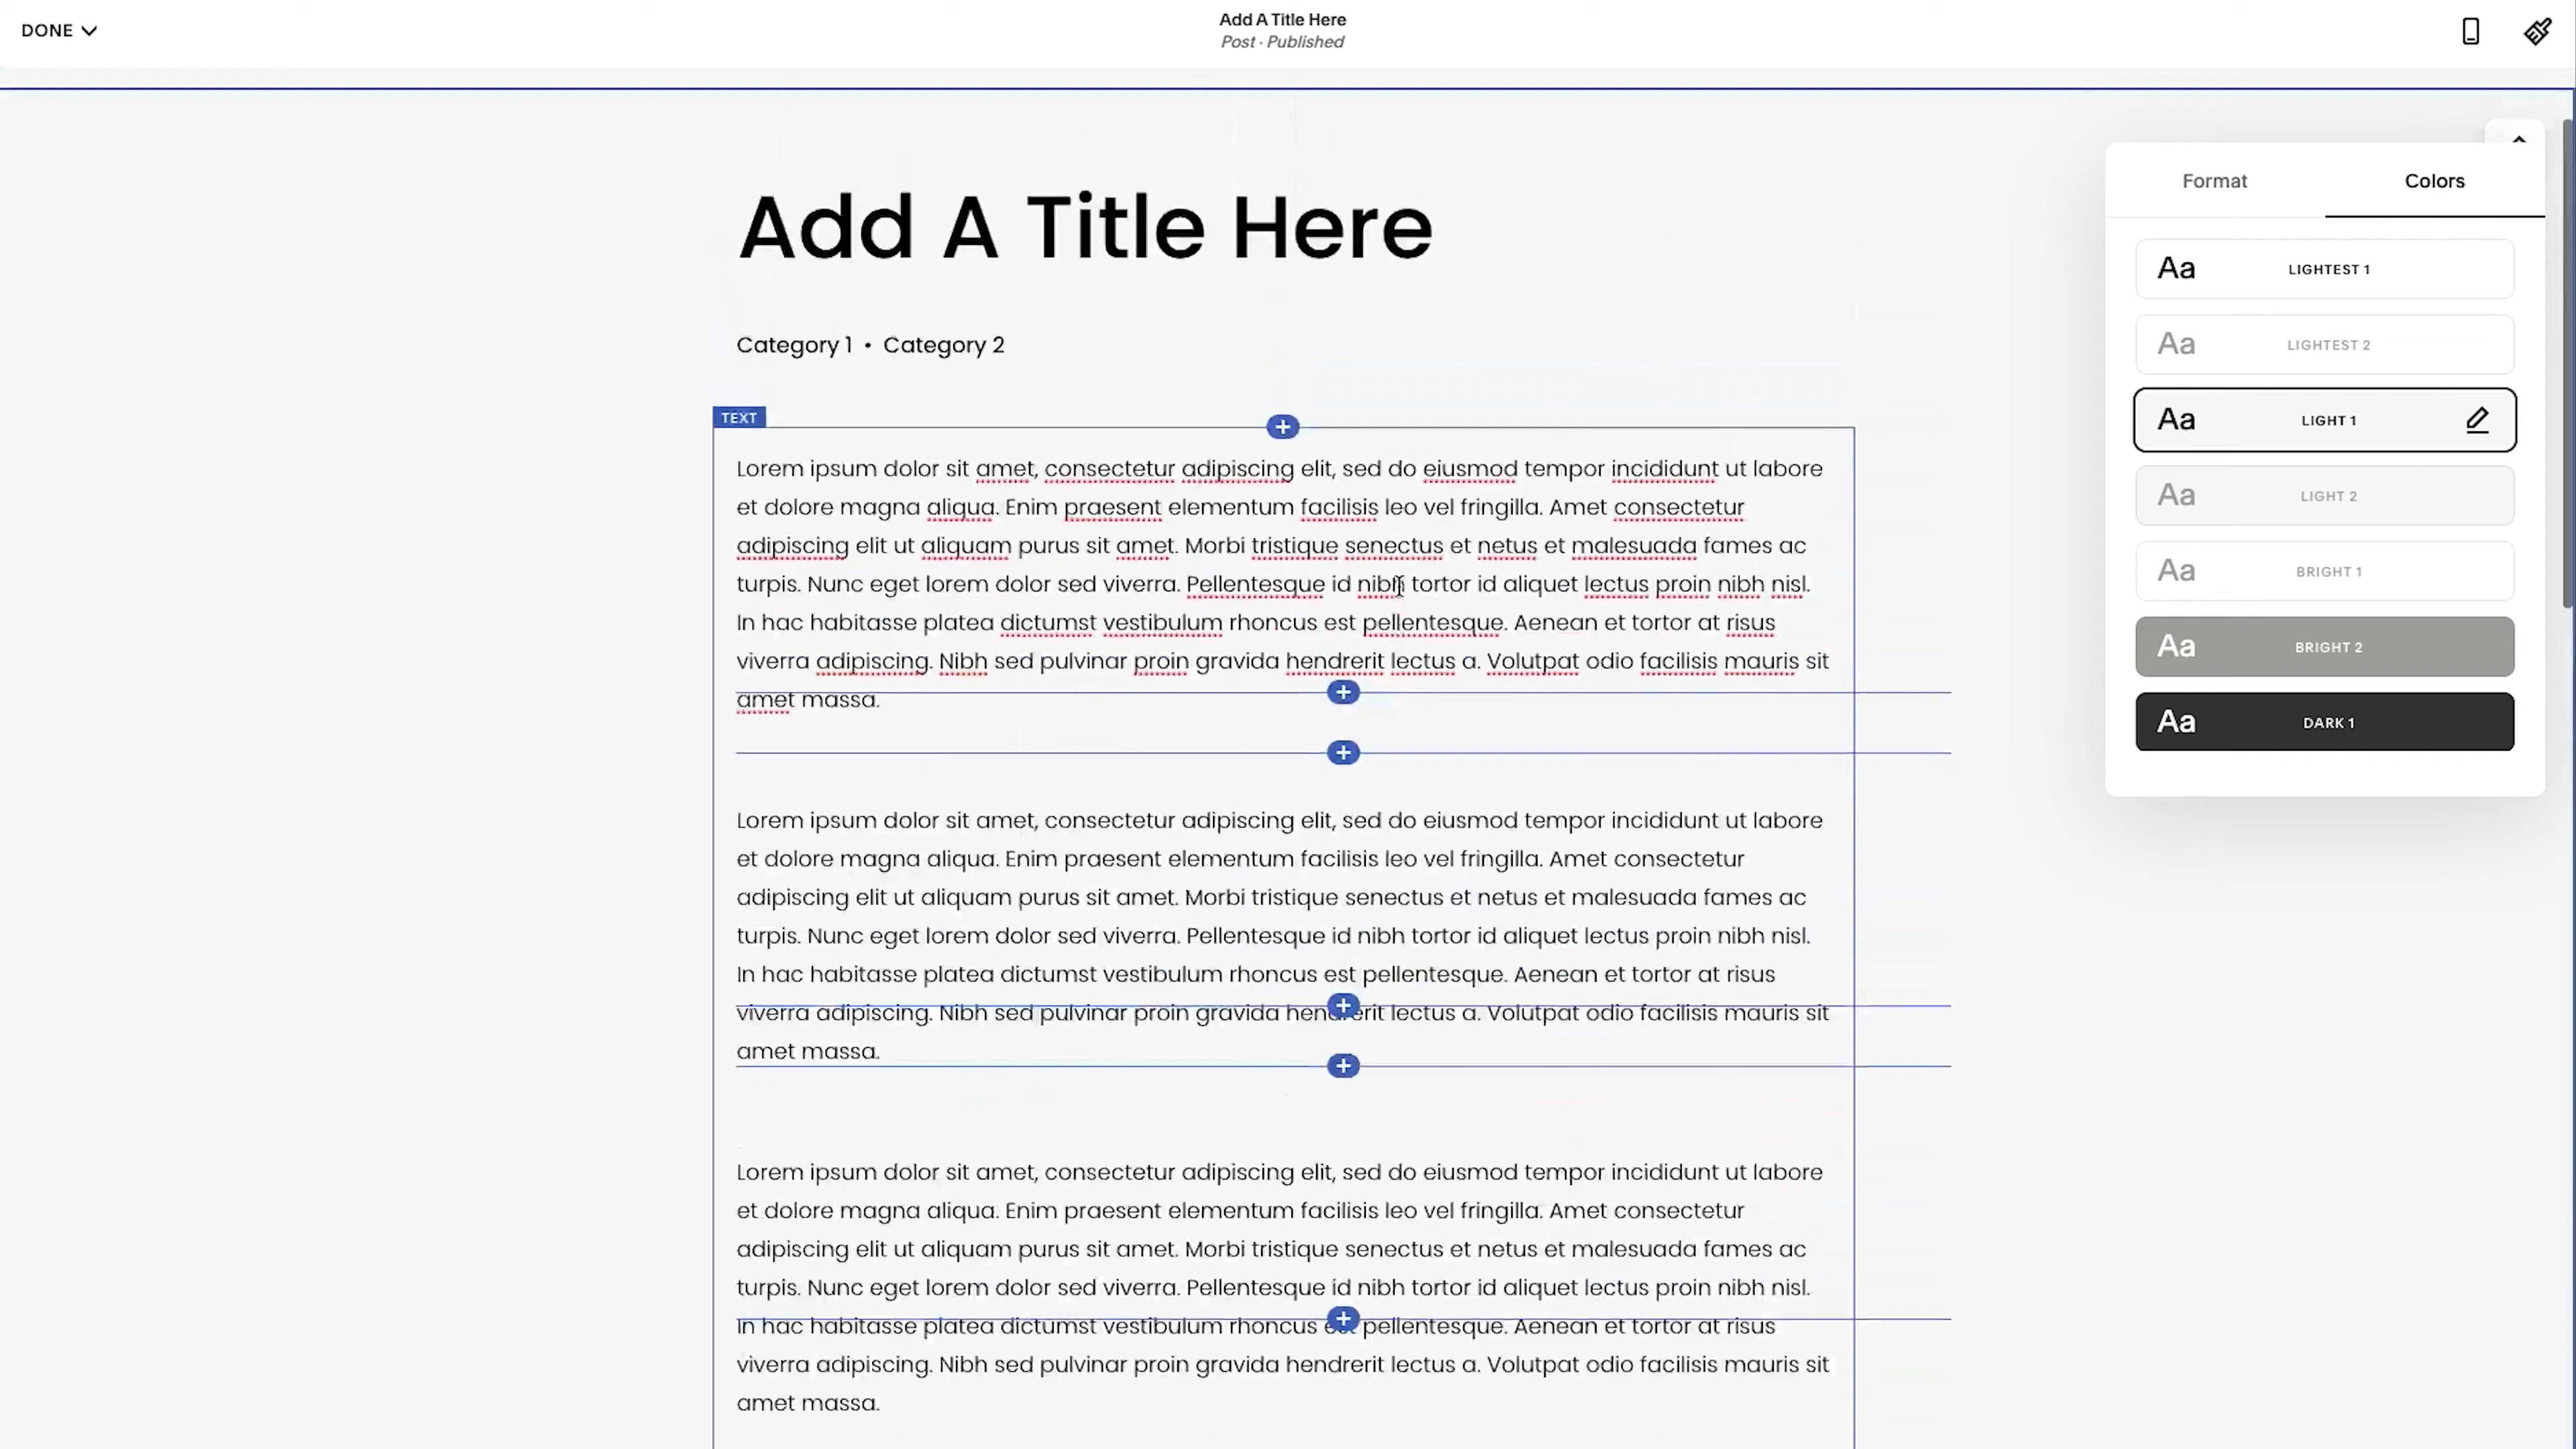 DONE
Add A Title Here
Post · Published
Format
Colors
Aa LIGHTEST 1
Aa LIGHTEST 2
Aa LIGHT 1
Aa LIGHT 2
Aa BRIGHT 1
Aa BRIGHT 2
Aa DARK 1
Add A Title Here
Category 1 • Category 2
TEXT
Lorem ipsum dolor sit amet, consectetur adipiscing elit, sed do eiusmod tempor incididunt ut labore
et dolore magna aliqua. Enim praesent elementum facilisis leo vel fringilla. Amet consectetur
adipiscing elit ut aliquam purus sit amet. Morbi tristique senectus et netus et malesuada fames ac
turpis. Nunc eget lorem dolor sed viverra. Pellentesque id nibh tortor id aliquet lectus proin nibh nisl.
In hac habitasse platea dictumst vestibulum rhoncus est pellentesque. Aenean et tortor at risus
viverra adipiscing. Nibh sed pulvinar proin gravida hendrerit lectus a. Volutpat odio facilisis mauris sit
amet massa.
Lorem ipsum dolor sit amet, consectetur adipiscing elit, sed do eiusmod tempor incididunt ut labore
et dolore magna aliqua. Enim praesent elementum facilisis leo vel fringilla. Amet consectetur
adipiscing elit ut aliquam purus sit amet. Morbi tristique senectus et netus et malesuada fames ac
turpis. Nunc eget lorem dolor sed viverra. Pellentesque id nibh tortor id aliquet lectus proin nibh nisl.
In hac habitasse platea dictumst vestibulum rhoncus est pellentesque. Aenean et tortor at risus
viverra adipiscing. Nibh sed pulvinar proin gravida hendrerit lectus a. Volutpat odio facilisis mauris sit
amet massa.
Lorem ipsum dolor sit amet, consectetur adipiscing elit, sed do eiusmod tempor incididunt ut labore
et dolore magna aliqua. Enim praesent elementum facilisis leo vel fringilla. Amet consectetur
adipiscing elit ut aliquam purus sit amet. Morbi tristique senectus et netus et malesuada fames ac
turpis. Nunc eget lorem dolor sed viverra. Pellentesque id nibh tortor id aliquet lectus proin nibh nisl.
In hac habitasse platea dictumst vestibulum rhoncus est pellentesque. Aenean et tortor at risus
viverra adipiscing. Nibh sed pulvinar proin gravida hendrerit lectus a. Volutpat odio facilisis mauris sit
amet massa.